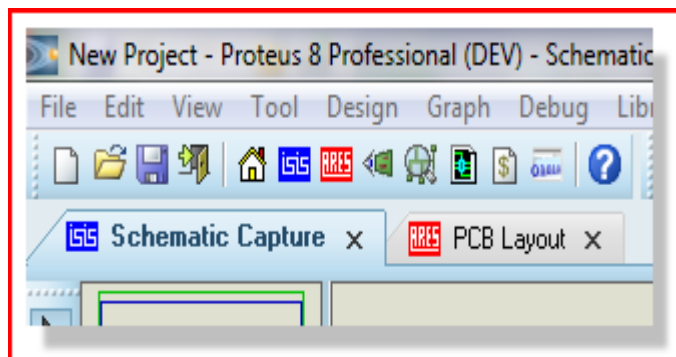 New Project - Proteus 8 Professional (DEV) - Schematic
File Edit View Tool Design Graph Debug Libr
isis ARES $ ?
isis Schematic Capture x ARES PCB Layout x